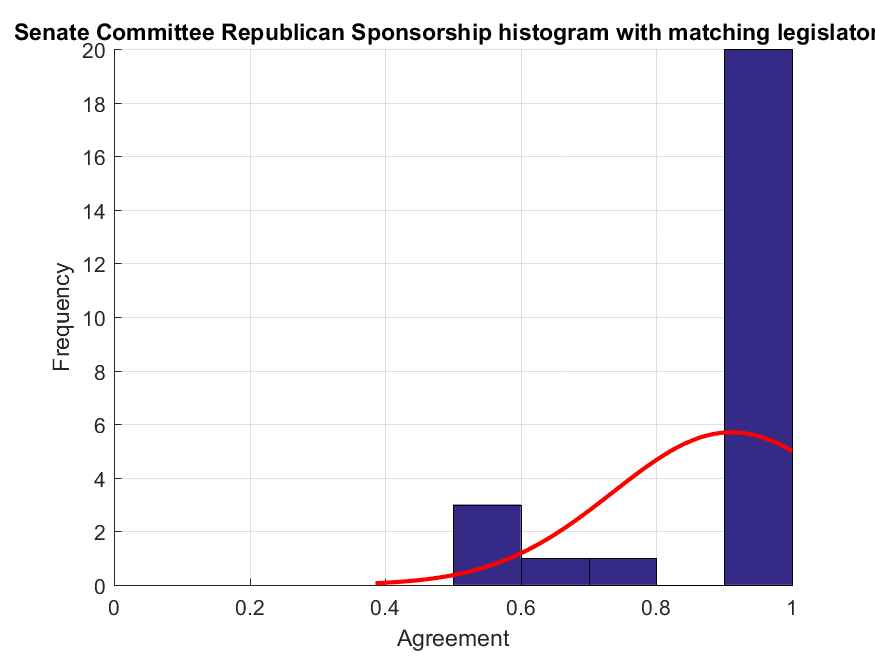 Senate Committee Republican Sponsorship histogram with matching legislator
20
18
16
14
12
10
8
6
4
2
0
Frequency
0 0.2 0.4 0.6 0.8 1
Agreement